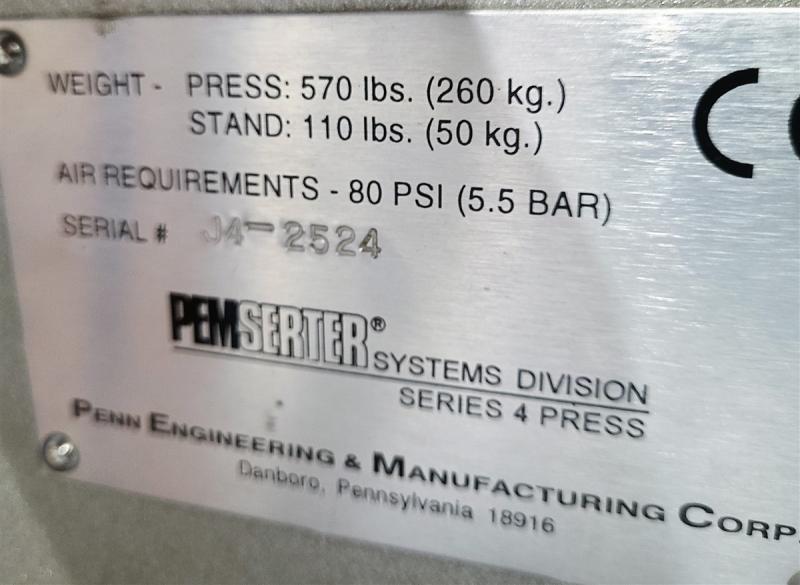 WEIGHT - PRESS: 570 lbs. (260 kg.)
STAND: 110 lbs. (50 kg.)
AIR REQUIREMENTS - 80 PSI (5.5 BAR)
SERIAL # J4-2524
PEMSERTER®
SYSTEMS DIVISION
SERIES 4 PRESS
PENN ENGINEERING & MANUFACTURING CORP.
Danboro, Pennsylvania 18916
CE